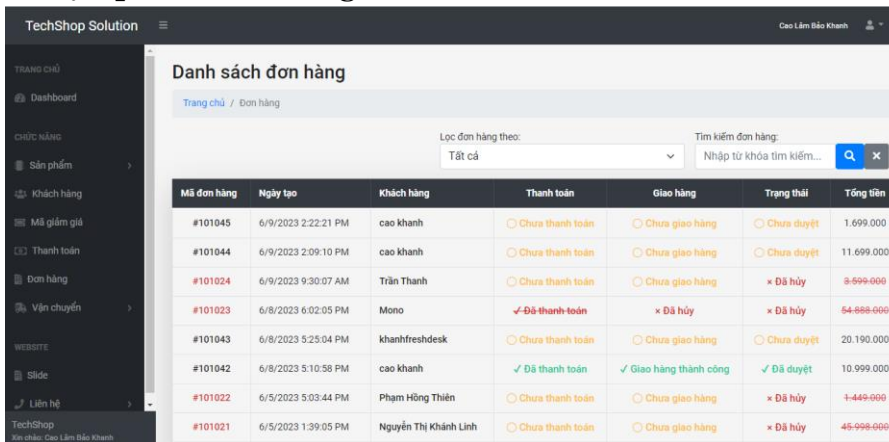 TechShop Solution
Cao Lâm Bảo Khanh
TRANG CHỦ
Dashboard
CHỨC NĂNG
Sản phẩm
Khách hàng
Mã giảm giá
Thanh toán
Đơn hàng
Vận chuyển
WEBSITE
Slide
Liên hệ
TechShop
Xin chào: Cao Lâm Bảo Khanh
Danh sách đơn hàng
Trang chủ / Đơn hàng
Lọc đơn hàng theo:
Tất cả
Tìm kiếm đơn hàng:
Nhập từ khóa tìm kiếm...
Mã đơn hàng Ngày tạo Khách hàng Thanh toán Giao hàng Trạng thái Tổng tiền
#101045 6/9/2023 2:22:21 PM cao khanh Chưa thanh toán Chưa giao hàng Chưa duyệt 1.699.000
#101044 6/9/2023 2:09:10 PM cao khanh Chưa thanh toán Chưa giao hàng Chưa duyệt 11.699.000
#101024 6/9/2023 9:30:07 AM Trần Thanh Chưa thanh toán Chưa giao hàng × Đã hủy 3.599.000
#101023 6/8/2023 6:02:05 PM Mono ✓ Đã thanh toán × Đã hủy × Đã hủy 54.888.000
#101043 6/8/2023 5:25:04 PM khanhfreshdesk Chưa thanh toán Chưa giao hàng Chưa duyệt 20.190.000
#101042 6/8/2023 5:10:58 PM cao khanh ✓ Đã thanh toán ✓ Giao hàng thành công ✓ Đã duyệt 10.999.000
#101022 6/5/2023 5:03:44 PM Phạm Hồng Thiên Chưa thanh toán Chưa giao hàng × Đã hủy 1.449.000
#101021 6/5/2023 1:39:05 PM Nguyễn Thị Khánh Linh Chưa thanh toán Chưa giao hàng × Đã hủy 45.998.000